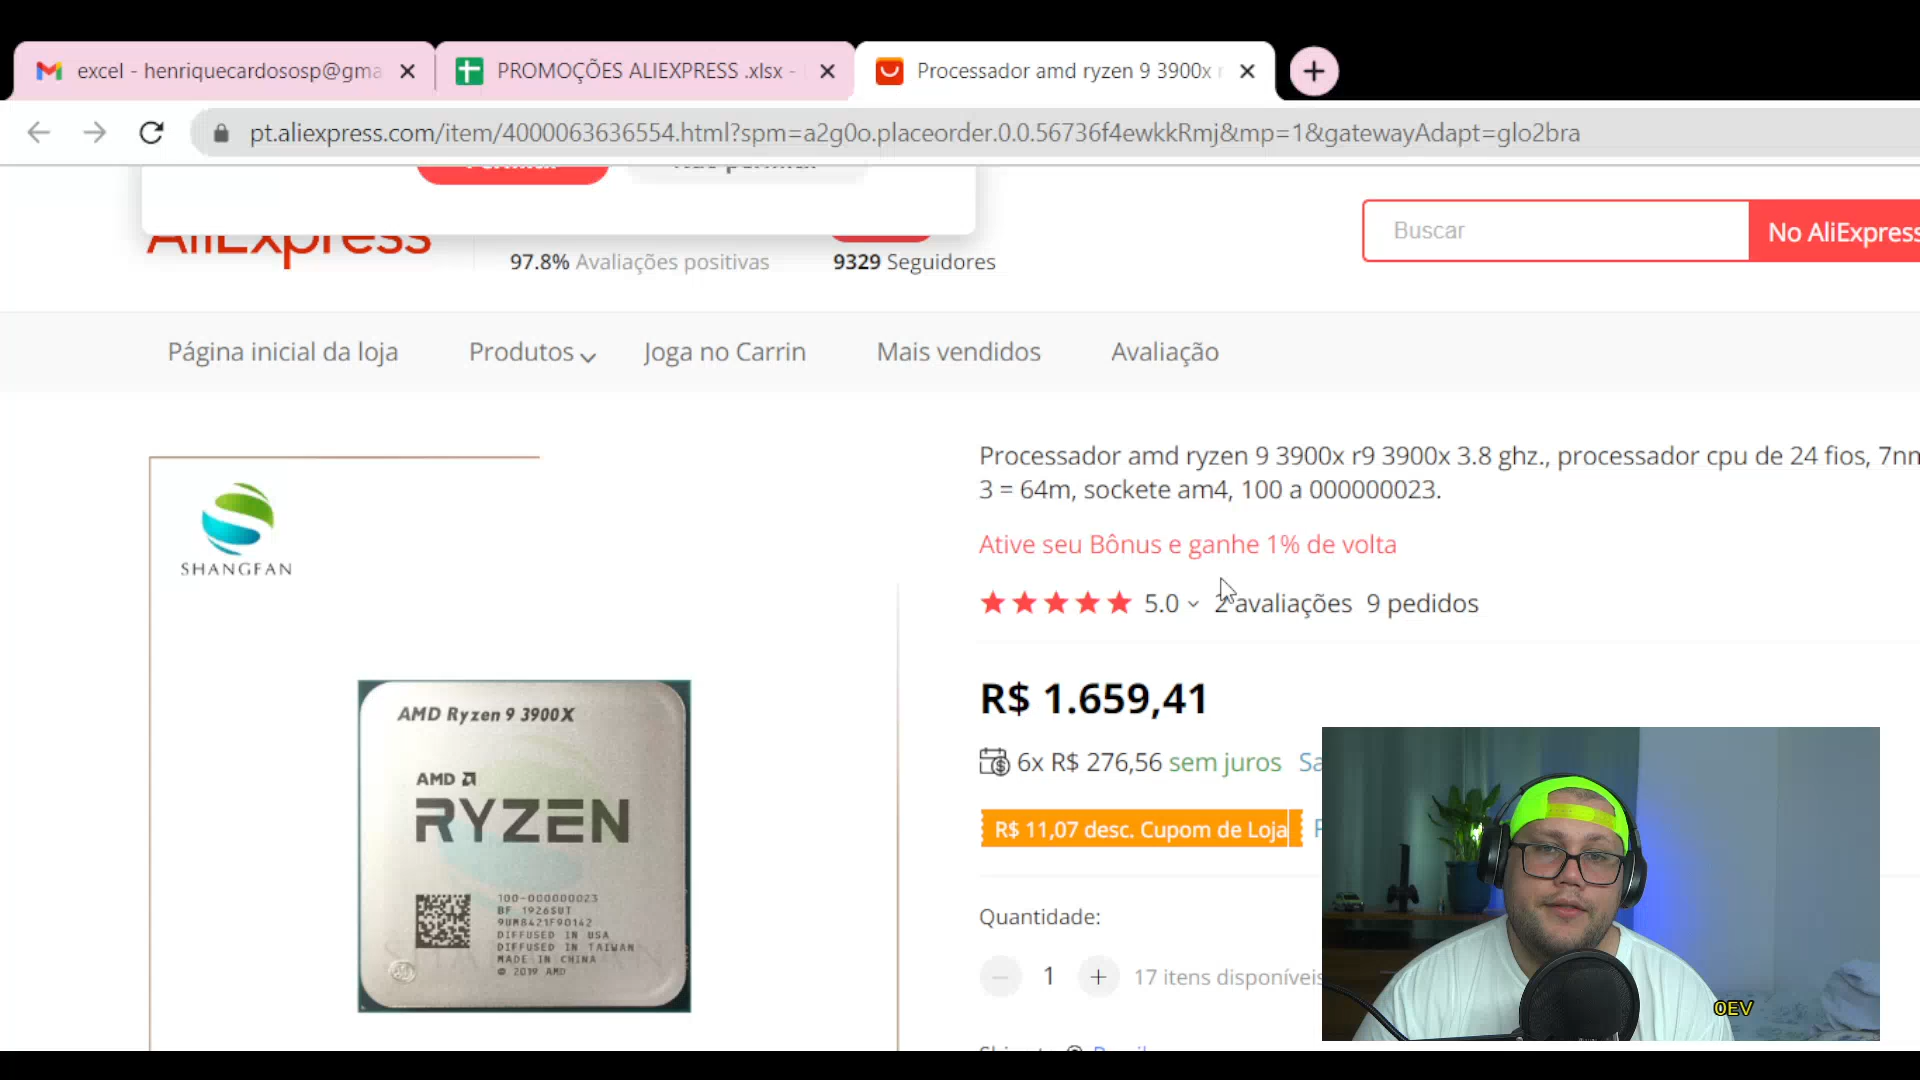 excel - henriquecardososp@gma
PROMOÇÕES ALIEXPRESS .xlsx -
Processador amd ryzen 9 3900x r
pt.aliexpress.com/item/4000063636554.html?spm=a2g0o.placeorder.0.0.56736f4ewkkRmj&mp=1&gatewayAdapt=glo2bra
AliExpress
97.8% Avaliações positivas
9329 Seguidores
Buscar
No AliExpress
Página inicial da loja
Produtos
Joga no Carrin
Mais vendidos
Avaliação
SHANGFAN
Processador amd ryzen 9 3900x r9 3900x 3.8 ghz., processador cpu de 24 fios, 7nm
3 = 64m, sockete am4, 100 a 000000023.
Ative seu Bônus e ganhe 1% de volta
5.0
2 avaliações
9 pedidos
R$ 1.659,41
6x R$ 276,56 sem juros
R$ 11,07 desc. Cupom de Loja
Quantidade:
1
17 itens disponíveis
AMD Ryzen 9 3900X
AMD
RYZEN
100-000000023
BF 1926SUT
9UM8421F90142
DIFFUSED IN USA
DIFFUSED IN TAIWAN
MADE IN CHINA
© 2019 AMD
0EV